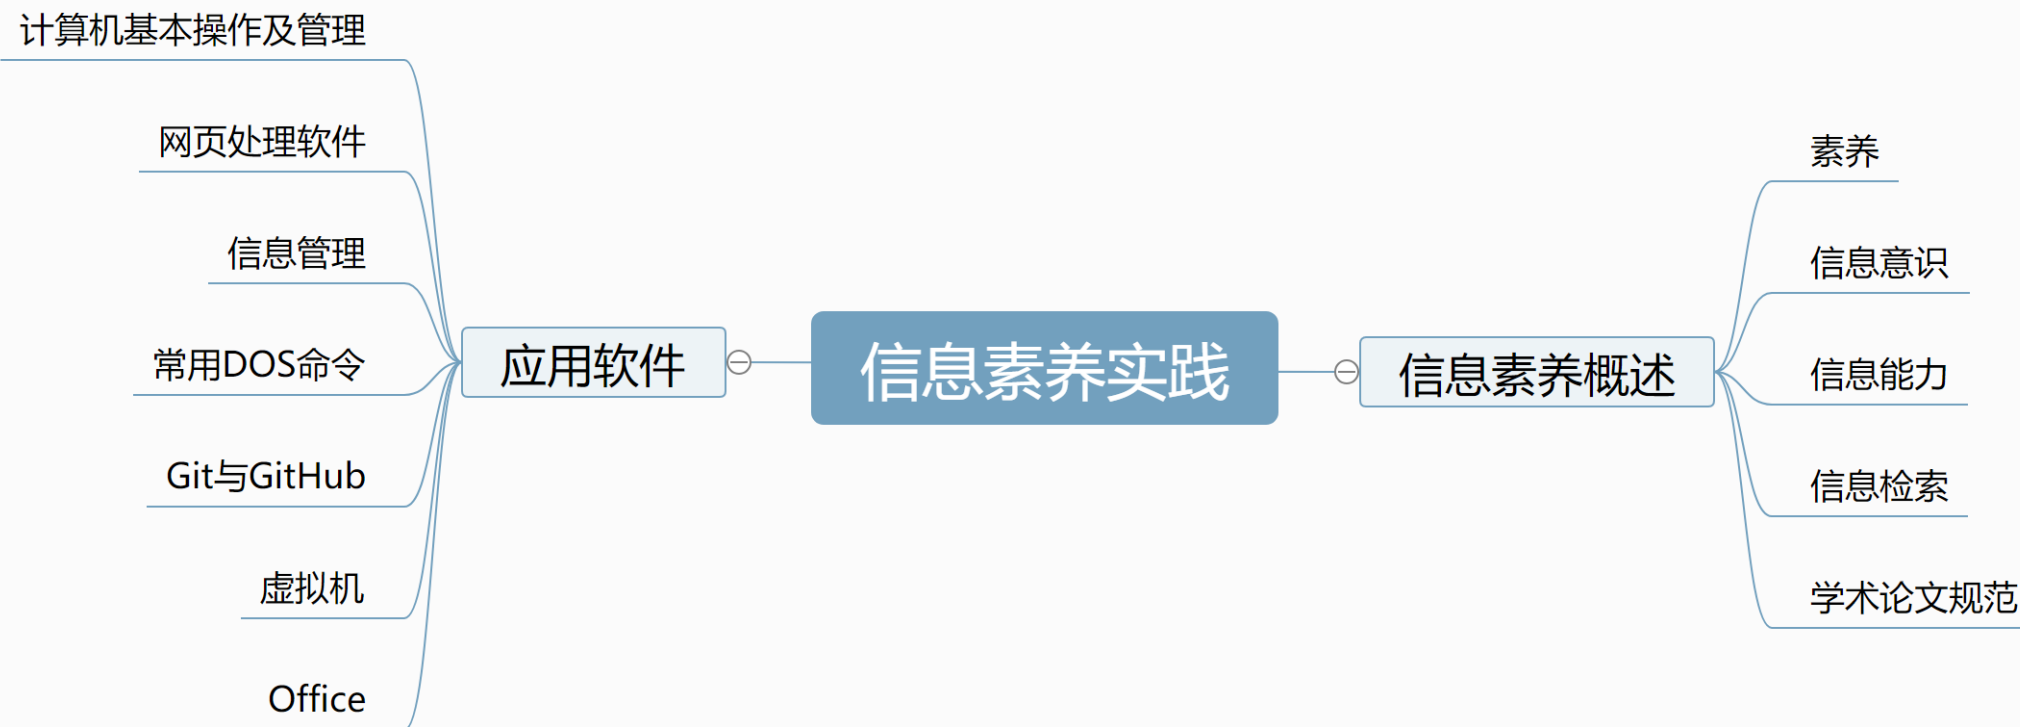 计算机基本操作及管理
网页处理软件
信息管理
常用DOS命令
Git与GitHub
虚拟机
Office
应用软件
信息素养实践
信息素养概述
素养
信息意识
信息能力
信息检索
学术论文规范